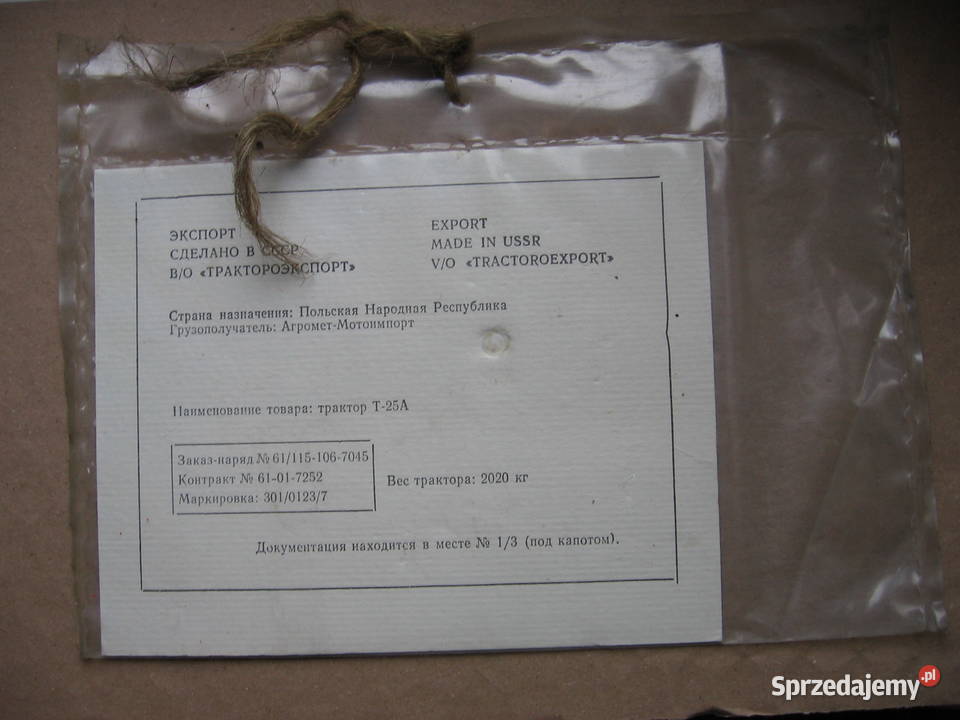 ЭКСПОРТ
СДЕЛАНО В СССР
В/О «ТРАКТОРОЭКСПОРТ»
EXPORT
MADE IN USSR
V/O «TRACTOROEXPORT»
Страна назначения: Польская Народная Республика
Грузополучатель: Агромет-Мотоимпорт
Наименование товара: трактор Т-25А
Заказ-наряд № 61/115-106-7045
Контракт № 61-01-7252
Маркировка: 301/0123/7
Вес трактора: 2020 кг
Документация находится в месте № 1/3 (под капотом).
Sprzedajemy.pl